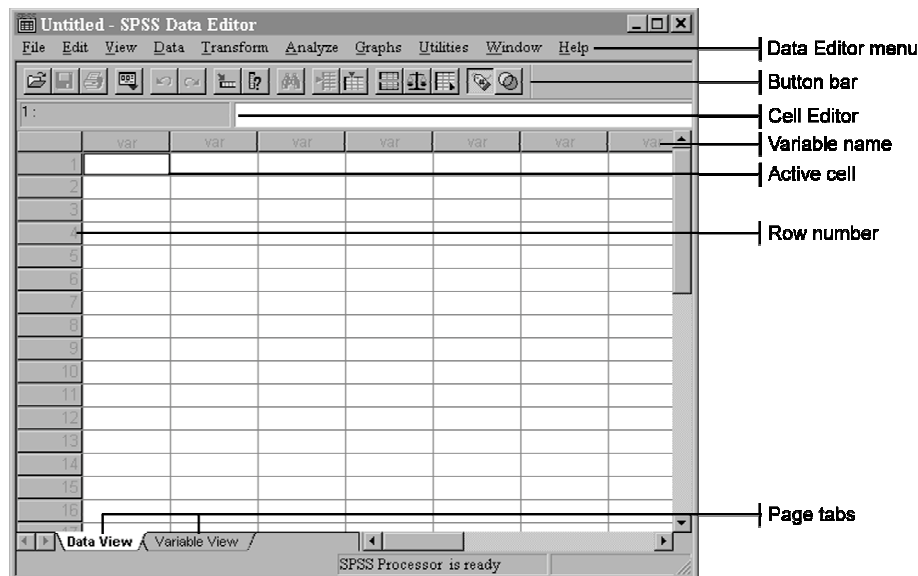 Untitled - SPSS Data Editor
File Edit View Data Transform Analyze Graphs Utilities Window Help
Data Editor menu
Button bar
1 :
Cell Editor
var var var var var var var
Variable name
1
Active cell
2
3
4
Row number
5
6
7
8
9
10
11
12
13
14
15
16
Page tabs
17
Data View Variable View
SPSS Processor is ready